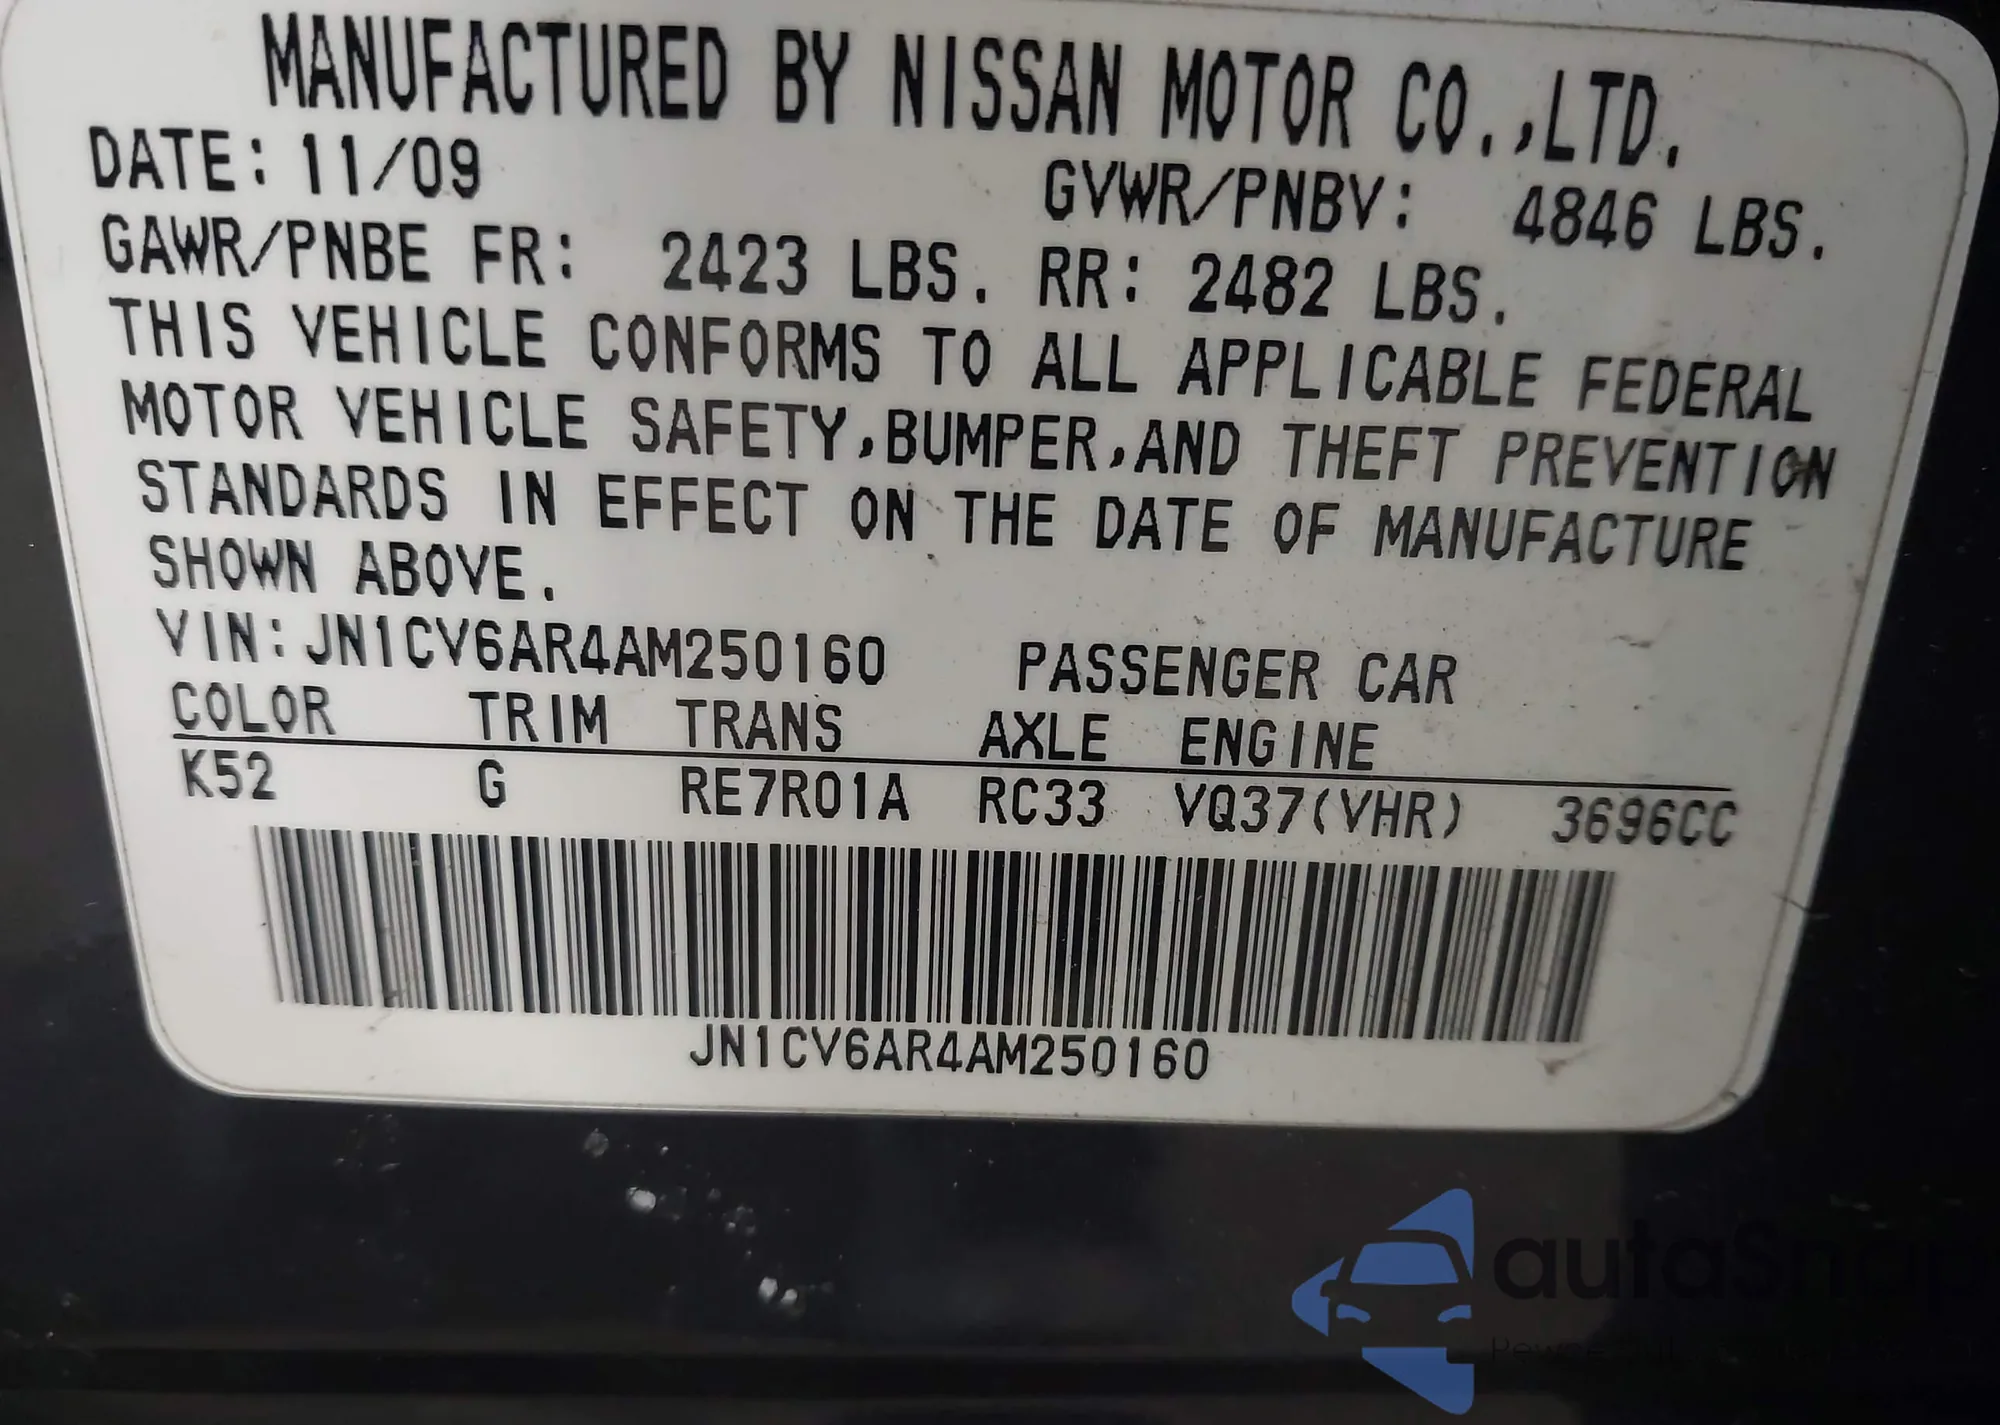 MANUFACTURED BY NISSAN MOTOR CO.,LTD.
DATE: 11/09 GVWR/PNBV: 4846 LBS.
GAWR/PNBE FR: 2423 LBS. RR: 2482 LBS.
THIS VEHICLE CONFORMS TO ALL APPLICABLE FEDERAL
MOTOR VEHICLE SAFETY,BUMPER,AND THEFT PREVENTION
STANDARDS IN EFFECT ON THE DATE OF MANUFACTURE
SHOWN ABOVE.
VIN:JN1CV6AR4AM250160 PASSENGER CAR
COLOR TRIM TRANS AXLE ENGINE
K52 G RE7R01A RC33 VQ37(VHR) 3696CC
JN1CV6AR4AM250160
autaSnap